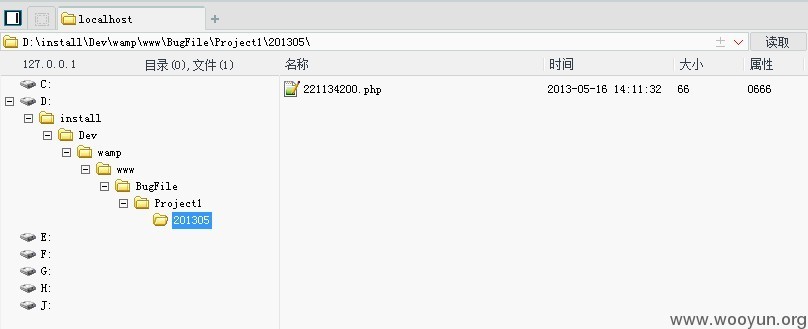 localhost
D:\install\Dev\wamp\www\BugFile\Project1\201305\ 读取
127.0.0.1 目录(0),文件(1) 名称 时间 大小 属性
C:
D:
install
Dev
wamp
www
BugFile
Project1
201305
E:
F:
G:
H:
J:
221134200.php 2013-05-16 14:11:32 66 0666
www.wooyun.org